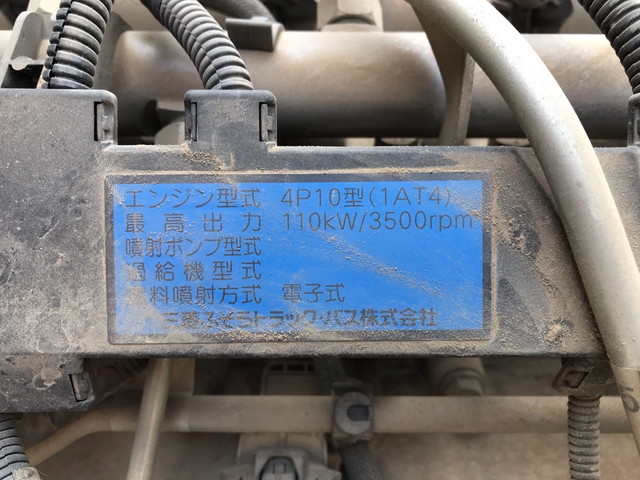 エンジン型式 4P10型(1AT4)
最高出力 110kW/3500rpm
噴射ポンプ型式
過給機型式
燃料噴射方式 電子式
三菱ふそうトラック・バス株式会社